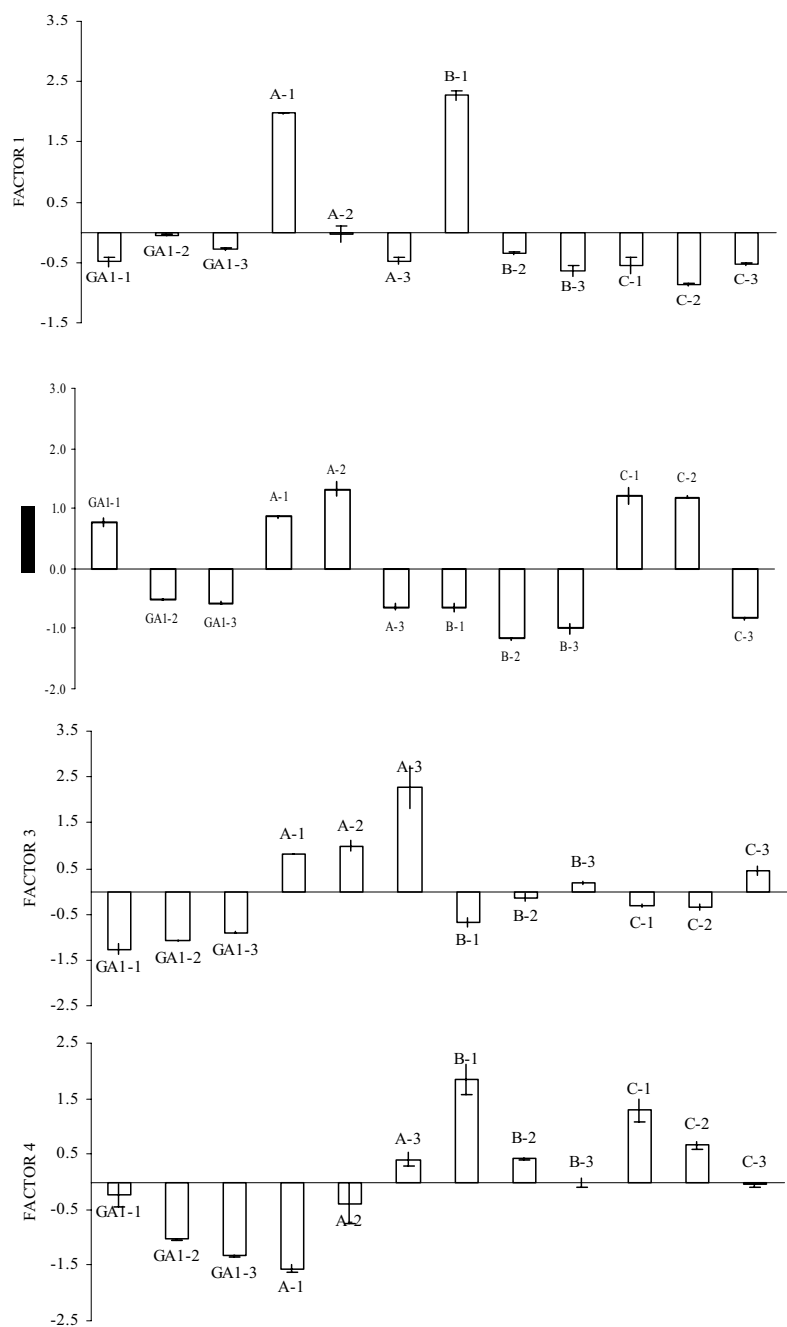 FACTOR 1
3.5
2.5
1.5
0.5
-0.5
-1.5
GA1-1
GA1-2
GA1-3
A-1
A-2
A-3
B-1
B-2
B-3
C-1
C-2
C-3
3.0
2.0
1.0
0.0
-1.0
-2.0
GA1-1
GA1-2
GA1-3
A-1
A-2
A-3
B-1
B-2
B-3
C-1
C-2
C-3
FACTOR 3
3.5
2.5
1.5
0.5
-0.5
-1.5
-2.5
GA1-1
GA1-2
GA1-3
A-1
A-2
A-3
B-1
B-2
B-3
C-1
C-2
C-3
FACTOR 4
2.5
1.5
0.5
-0.5
-1.5
-2.5
GA1-1
GA1-2
GA1-3
A-1
A-2
A-3
B-1
B-2
B-3
C-1
C-2
C-3